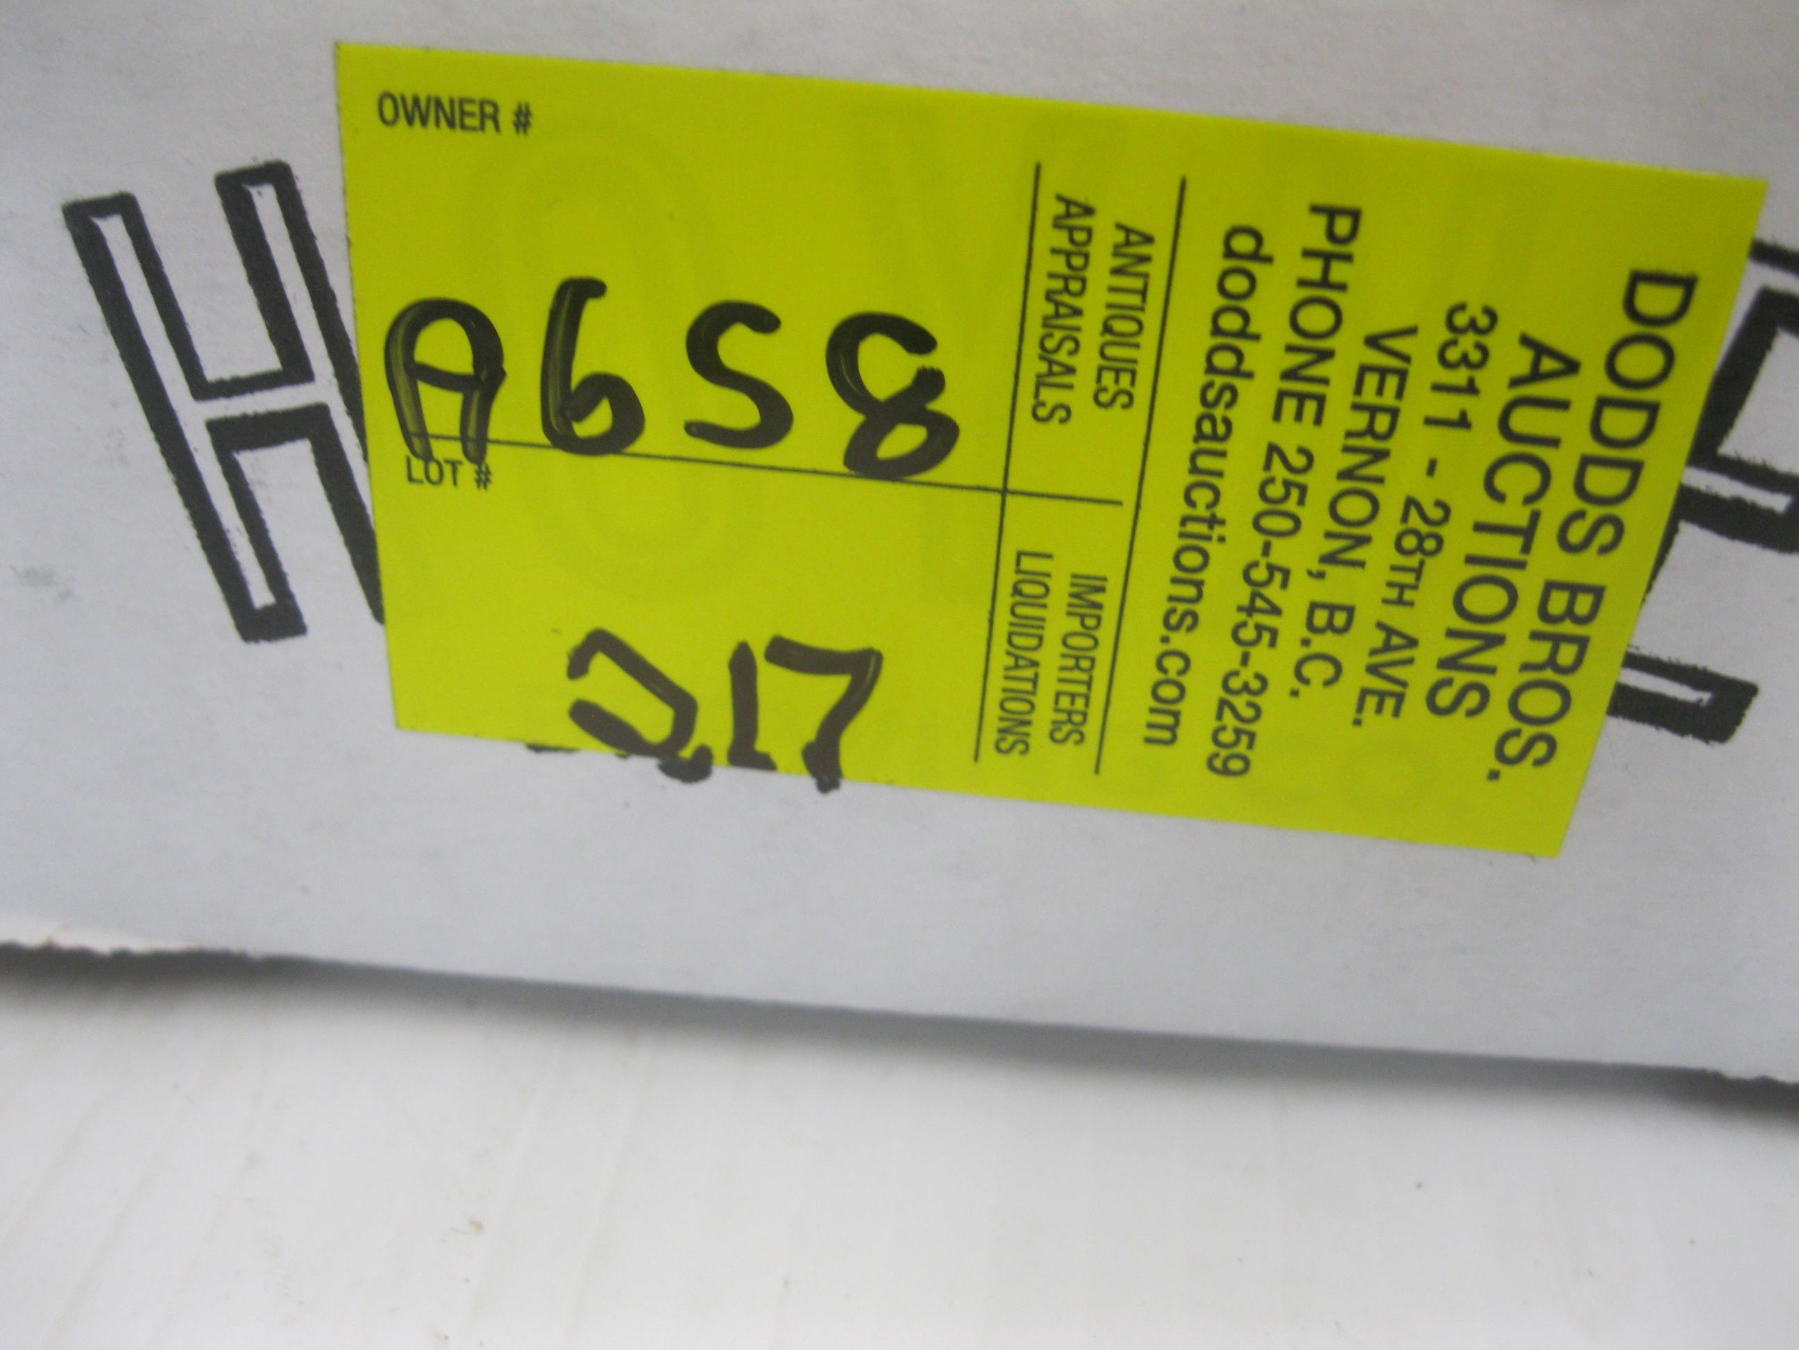 DODDS BROS.
AUCTIONS
3311 - 28TH AVE.
VERNON, B.C.
PHONE 250-545-3259
doddsauctions.com
ANTIQUES
APPRAISALS
IMPORTERS
LIQUIDATIONS
OWNER #
A658
LOT #
217
H